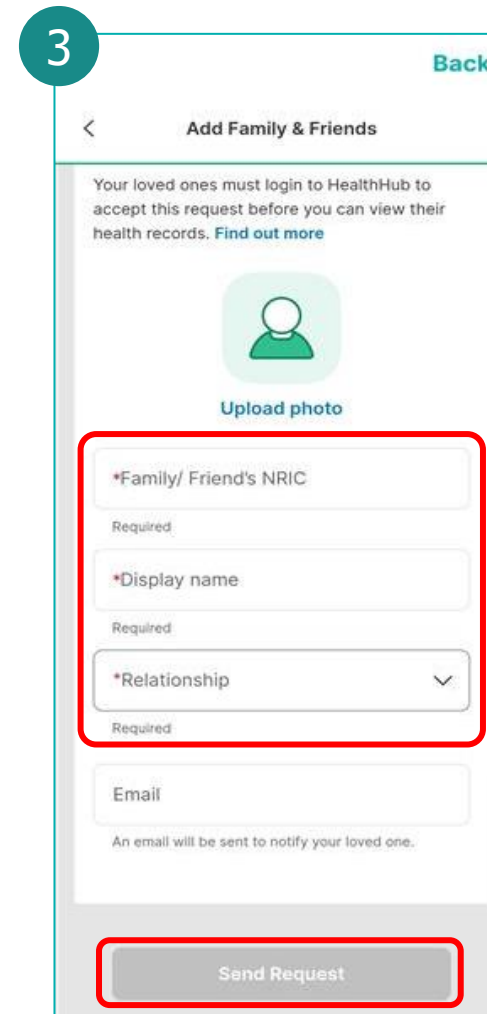 3
Back
Add Family & Friends
Your loved ones must login to HealthHub to
accept this request before you can view their
health records. Find out more
Upload photo
*Family/ Friend's NRIC
Required
*Display name
Required
*Relationship
Required
Email
An email will be sent to notify your loved one.
Send Request